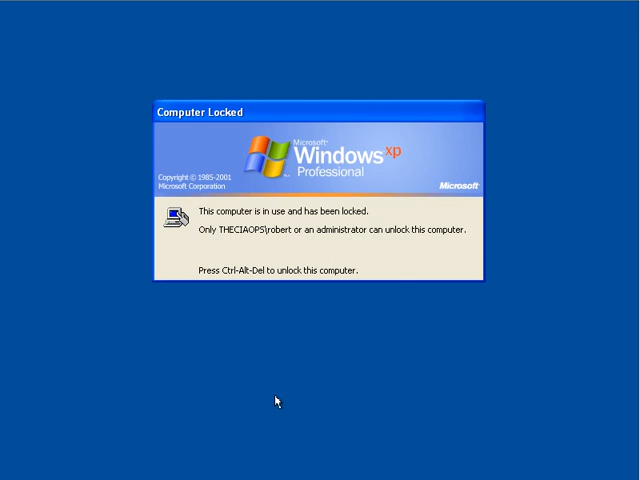 Computer Locked
Microsoft
Windows xp
Professional
Copyright © 1985-2001
Microsoft Corporation
Microsoft
This computer is in use and has been locked.
Only THECIAOPS\robert or an administrator can unlock this computer.
Press Ctrl-Alt-Del to unlock this computer.